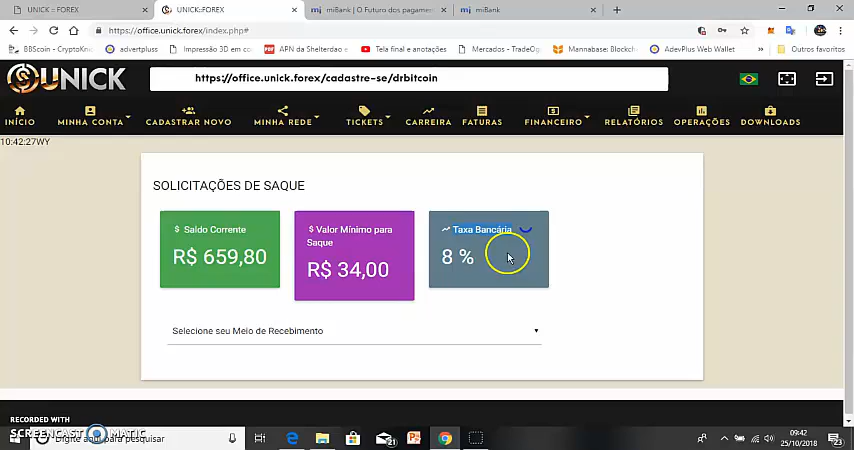 UNICK :: FOREX
UNICK::FOREX
miBank | O Futuro dos pagamen
miBank
https://office.unick.forex/index.php#
BBScoin - CryptoKni
advertplus
Impressão 3D em co
APN da Shelterdao e
Tela final e anotações
Mercados - TradeOg
Mannabase: Blockch
AdevPlus Web Wallet
»
Outros favoritos
UNICK
https://office.unick.forex/cadastre-se/drbitcoin
INÍCIO
MINHA CONTA
CADASTRAR NOVO
MINHA REDE
TICKETS
CARREIRA
FATURAS
FINANCEIRO
RELATÓRIOS
OPERAÇÕES
DOWNLOADS
10:42:27WY
SOLICITAÇÕES DE SAQUE
$ Saldo Corrente
R$ 659,80
$ Valor Mínimo para
Saque
R$ 34,00
Taxa Bancária
8 %
Selecione seu Meio de Recebimento
RECORDED WITH
SCREENCAST MATIC
Digite aqui para pesquisar
21
09:42
25/10/2018
23